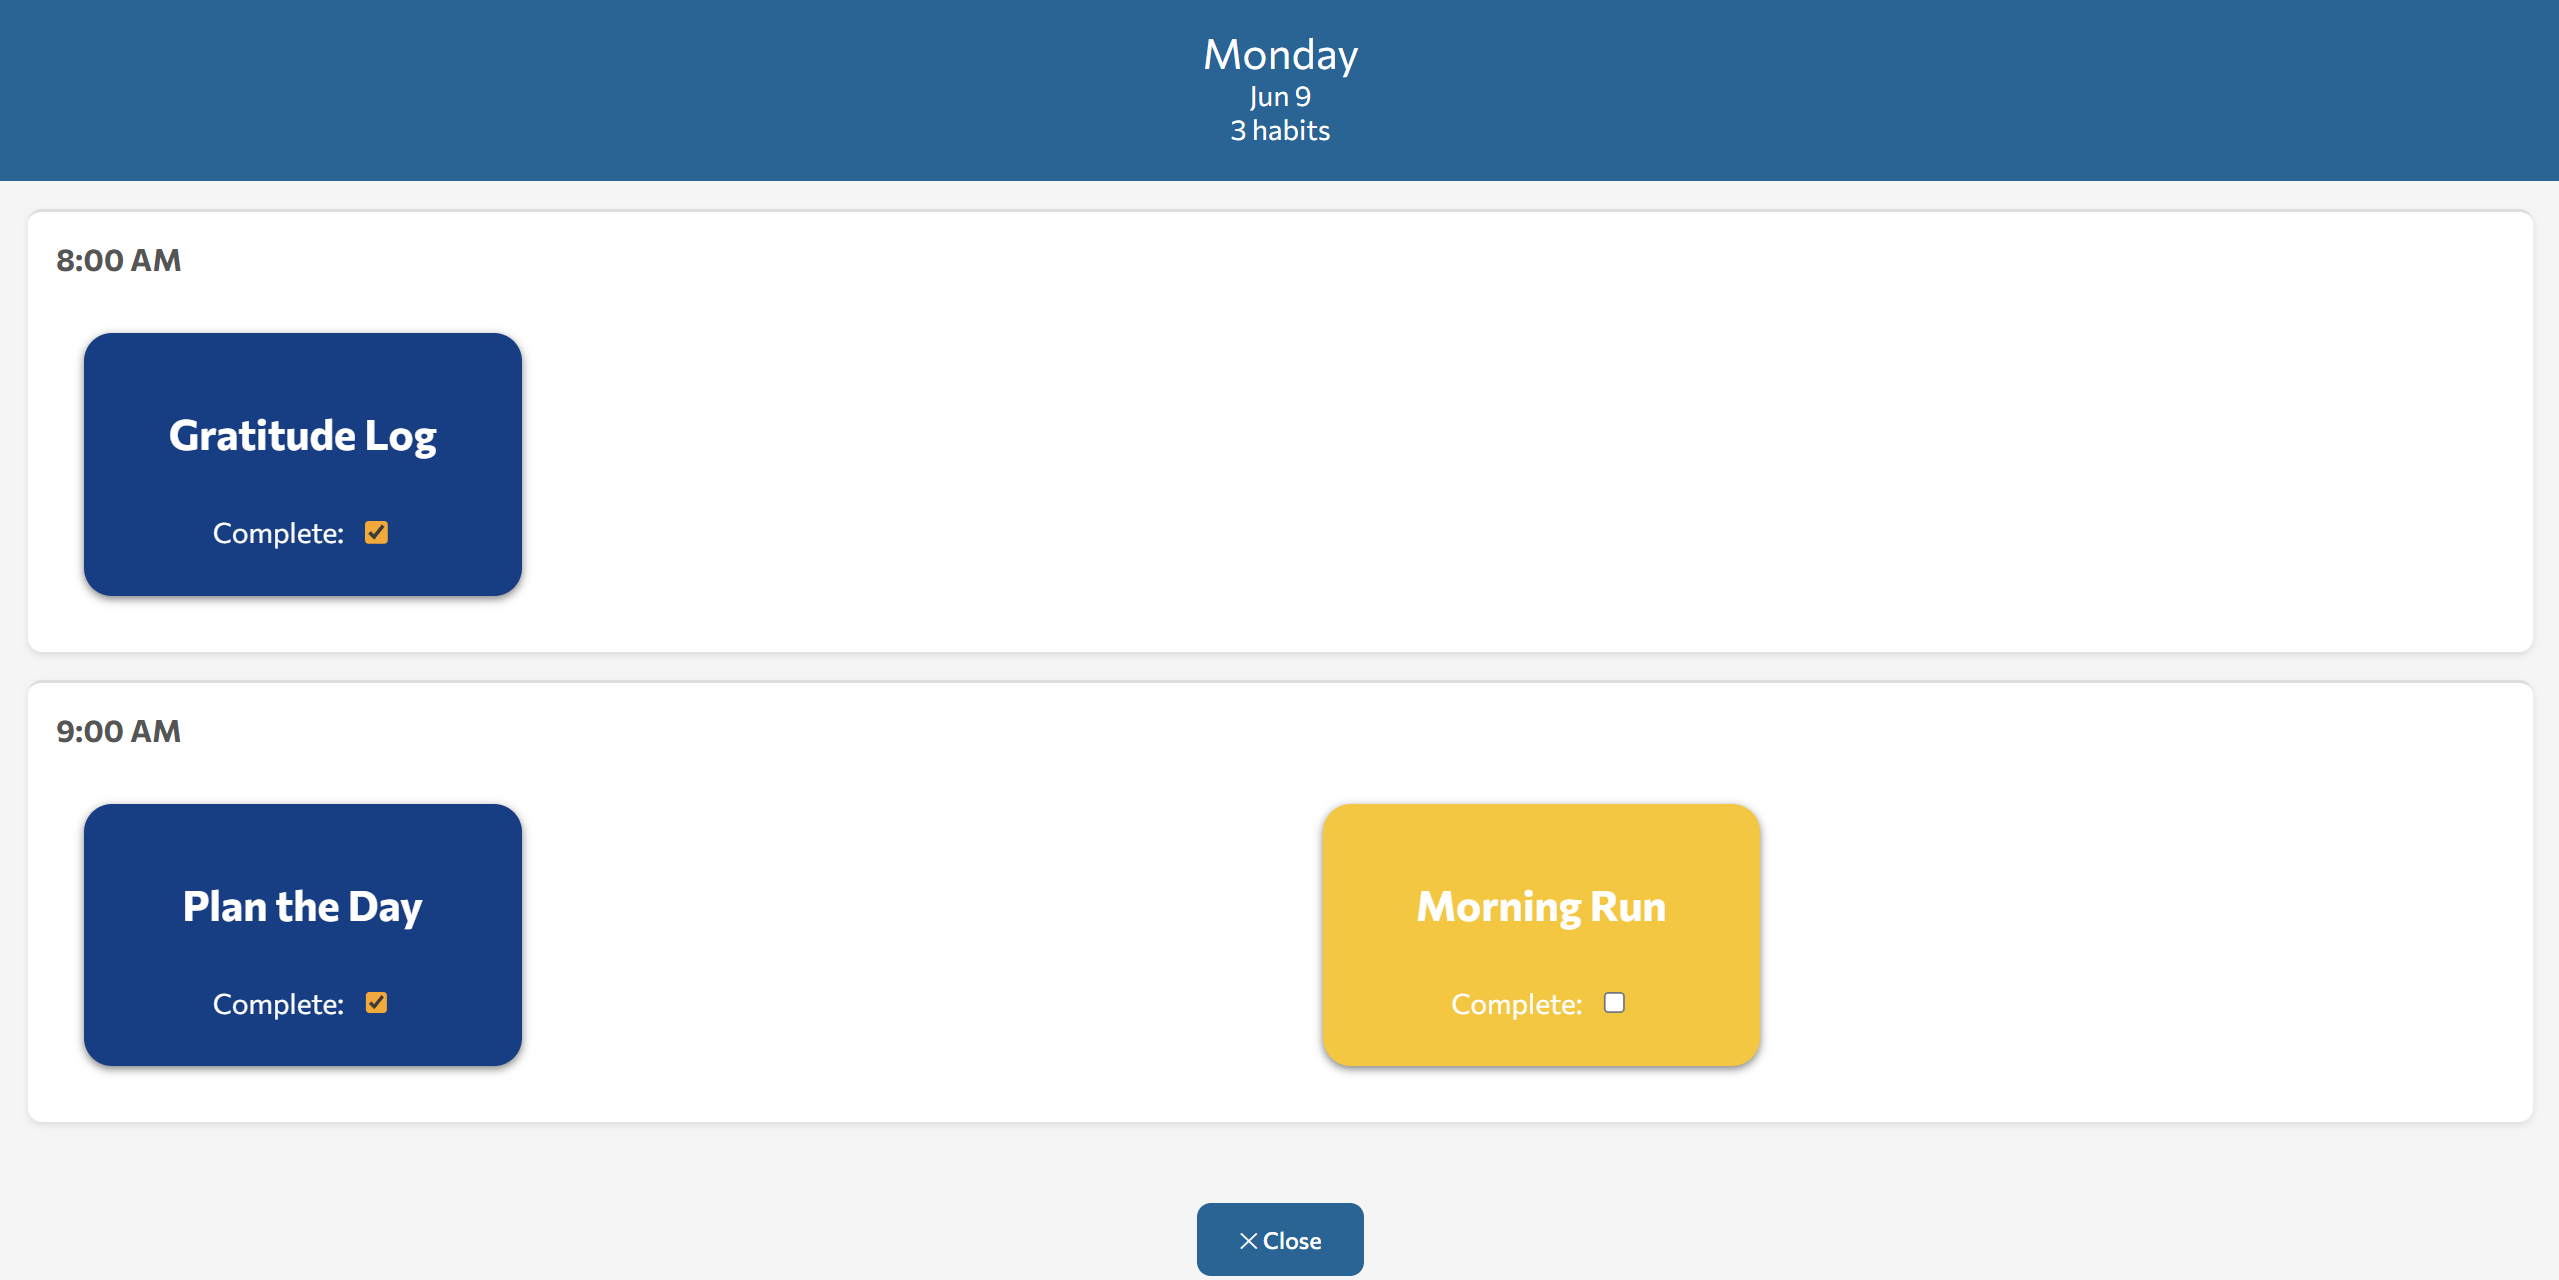 Monday
Jun 9
3 habits
8:00 AM
Gratitude Log
Complete:
9:00 AM
Plan the Day
Complete:
Morning Run
Complete:
Close